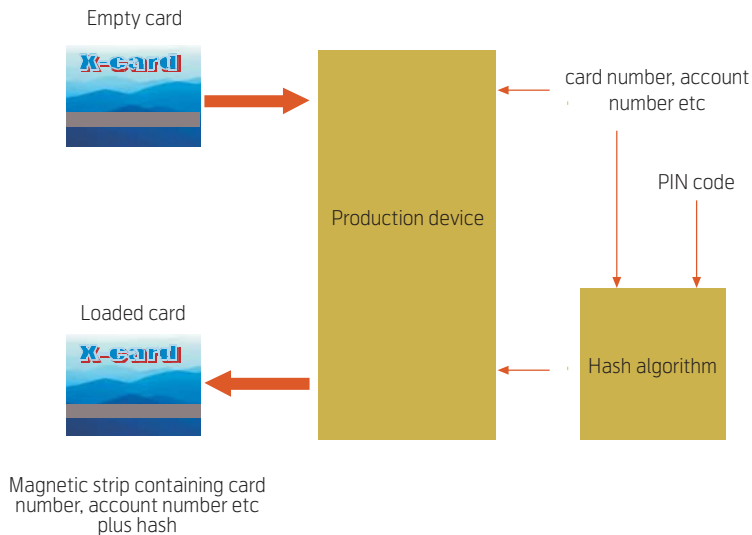 Empty card
X-card
card number, account
number etc
PIN code
Production device
Loaded card
X-card
Hash algorithm
Magnetic strip containing card
number, account number etc
plus hash